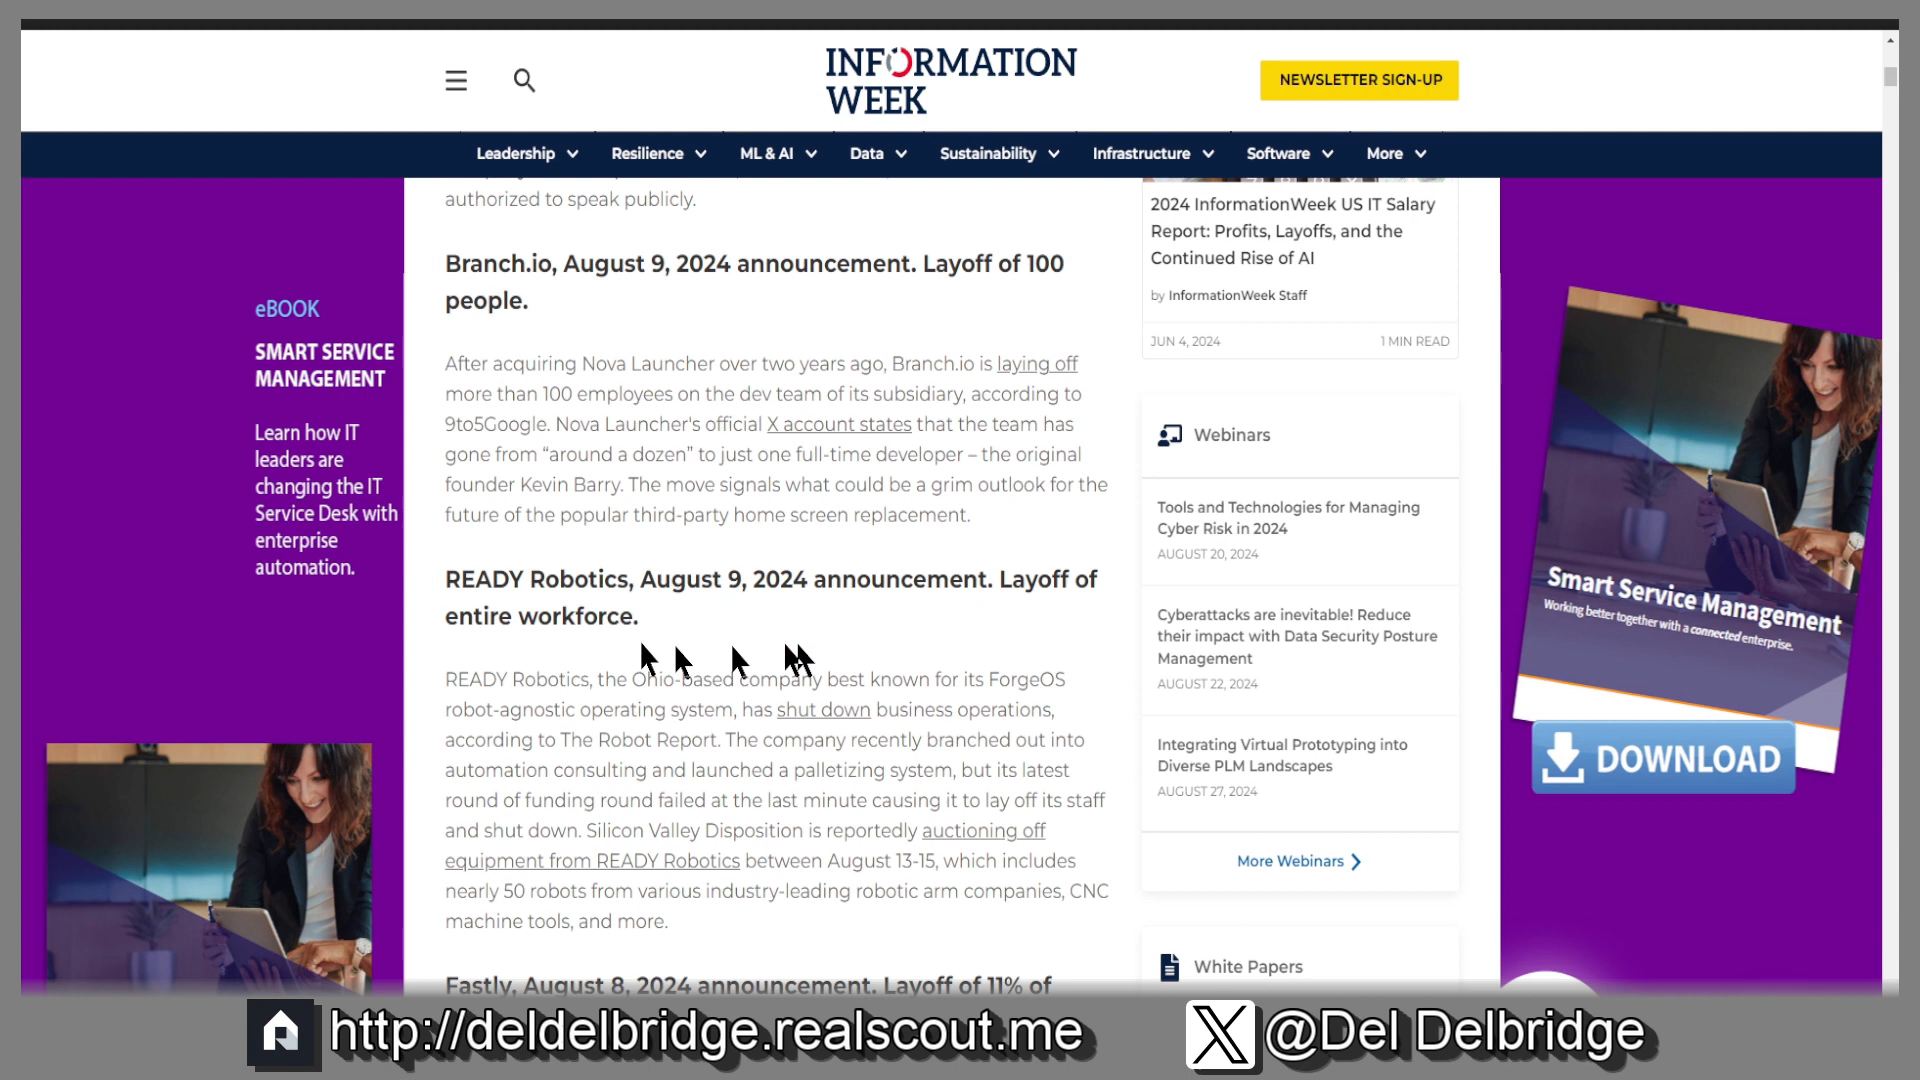 INFORMATION
WEEK
NEWSLETTER SIGN-UP
Leadership Resilience ML & AI Data Sustainability Infrastructure Software More
authorized to speak publicly.
Branch.io, August 9, 2024 announcement. Layoff of 100
people.
After acquiring Nova Launcher over two years ago, Branch.io is laying off
more than 100 employees on the dev team of its subsidiary, according to
9to5Google. Nova Launcher's official X account states that the team has
gone from “around a dozen” to just one full-time developer – the original
founder Kevin Barry. The move signals what could be a grim outlook for the
future of the popular third-party home screen replacement.
READY Robotics, August 9, 2024 announcement. Layoff of
entire workforce.
READY Robotics, the Ohio-based company best known for its ForgeOS
robot-agnostic operating system, has shut down business operations,
according to The Robot Report. The company recently branched out into
automation consulting and launched a palletizing system, but its latest
round of funding round failed at the last minute causing it to lay off its staff
and shut down. Silicon Valley Disposition is reportedly auctioning off
equipment from READY Robotics between August 13-15, which includes
nearly 50 robots from various industry-leading robotic arm companies, CNC
machine tools, and more.
Fastly, August 8, 2024 announcement. Layoff of 11% of
2024 InformationWeek US IT Salary
Report: Profits, Layoffs, and the
Continued Rise of AI
by InformationWeek Staff
JUN 4, 2024 1 MIN READ
Webinars
Tools and Technologies for Managing
Cyber Risk in 2024
AUGUST 20, 2024
Cyberattacks are inevitable! Reduce
their impact with Data Security Posture
Management
AUGUST 22, 2024
Integrating Virtual Prototyping into
Diverse PLM Landscapes
AUGUST 27, 2024
More Webinars
White Papers
eBOOK
SMART SERVICE
MANAGEMENT
Learn how IT
leaders are
changing the IT
Service Desk with
enterprise
automation.
Smart Service Management
Working better together with a connected enterprise.
DOWNLOAD
http://deldelbridge.realscout.me
@Del Delbridge